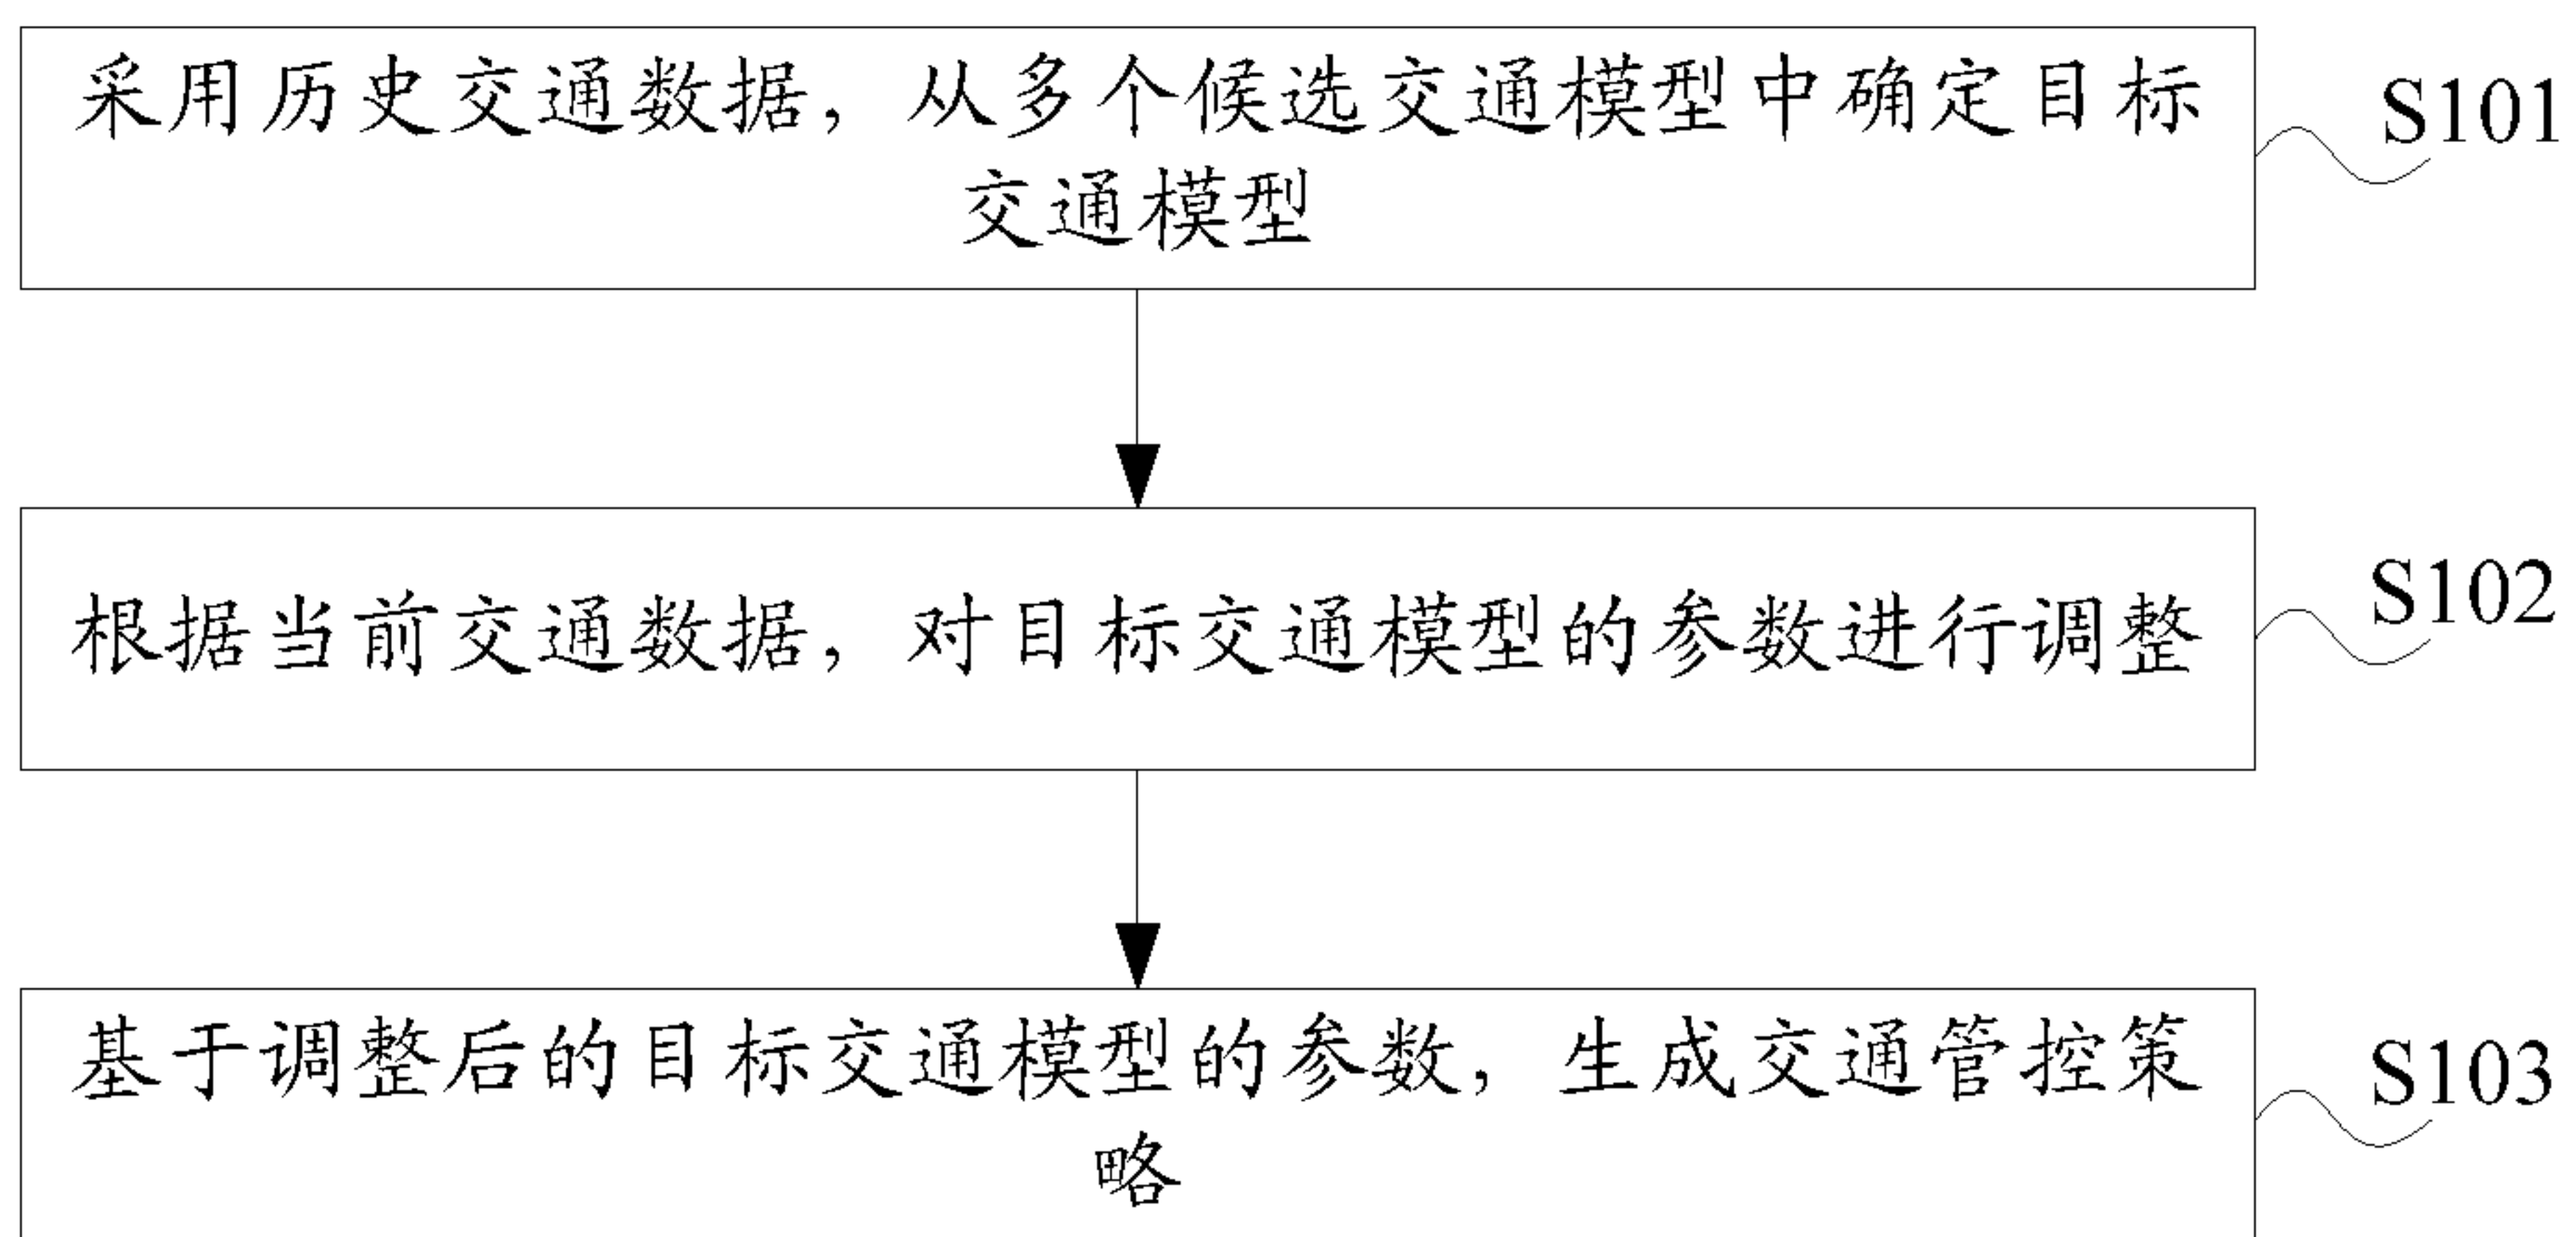 采用历史交通数据，从多个候选交通模型中确定目标
交通模型
S101
根据当前交通数据，对目标交通模型的参数进行调整
S102
基于调整后的目标交通模型的参数，生成交通管控策
略
S103